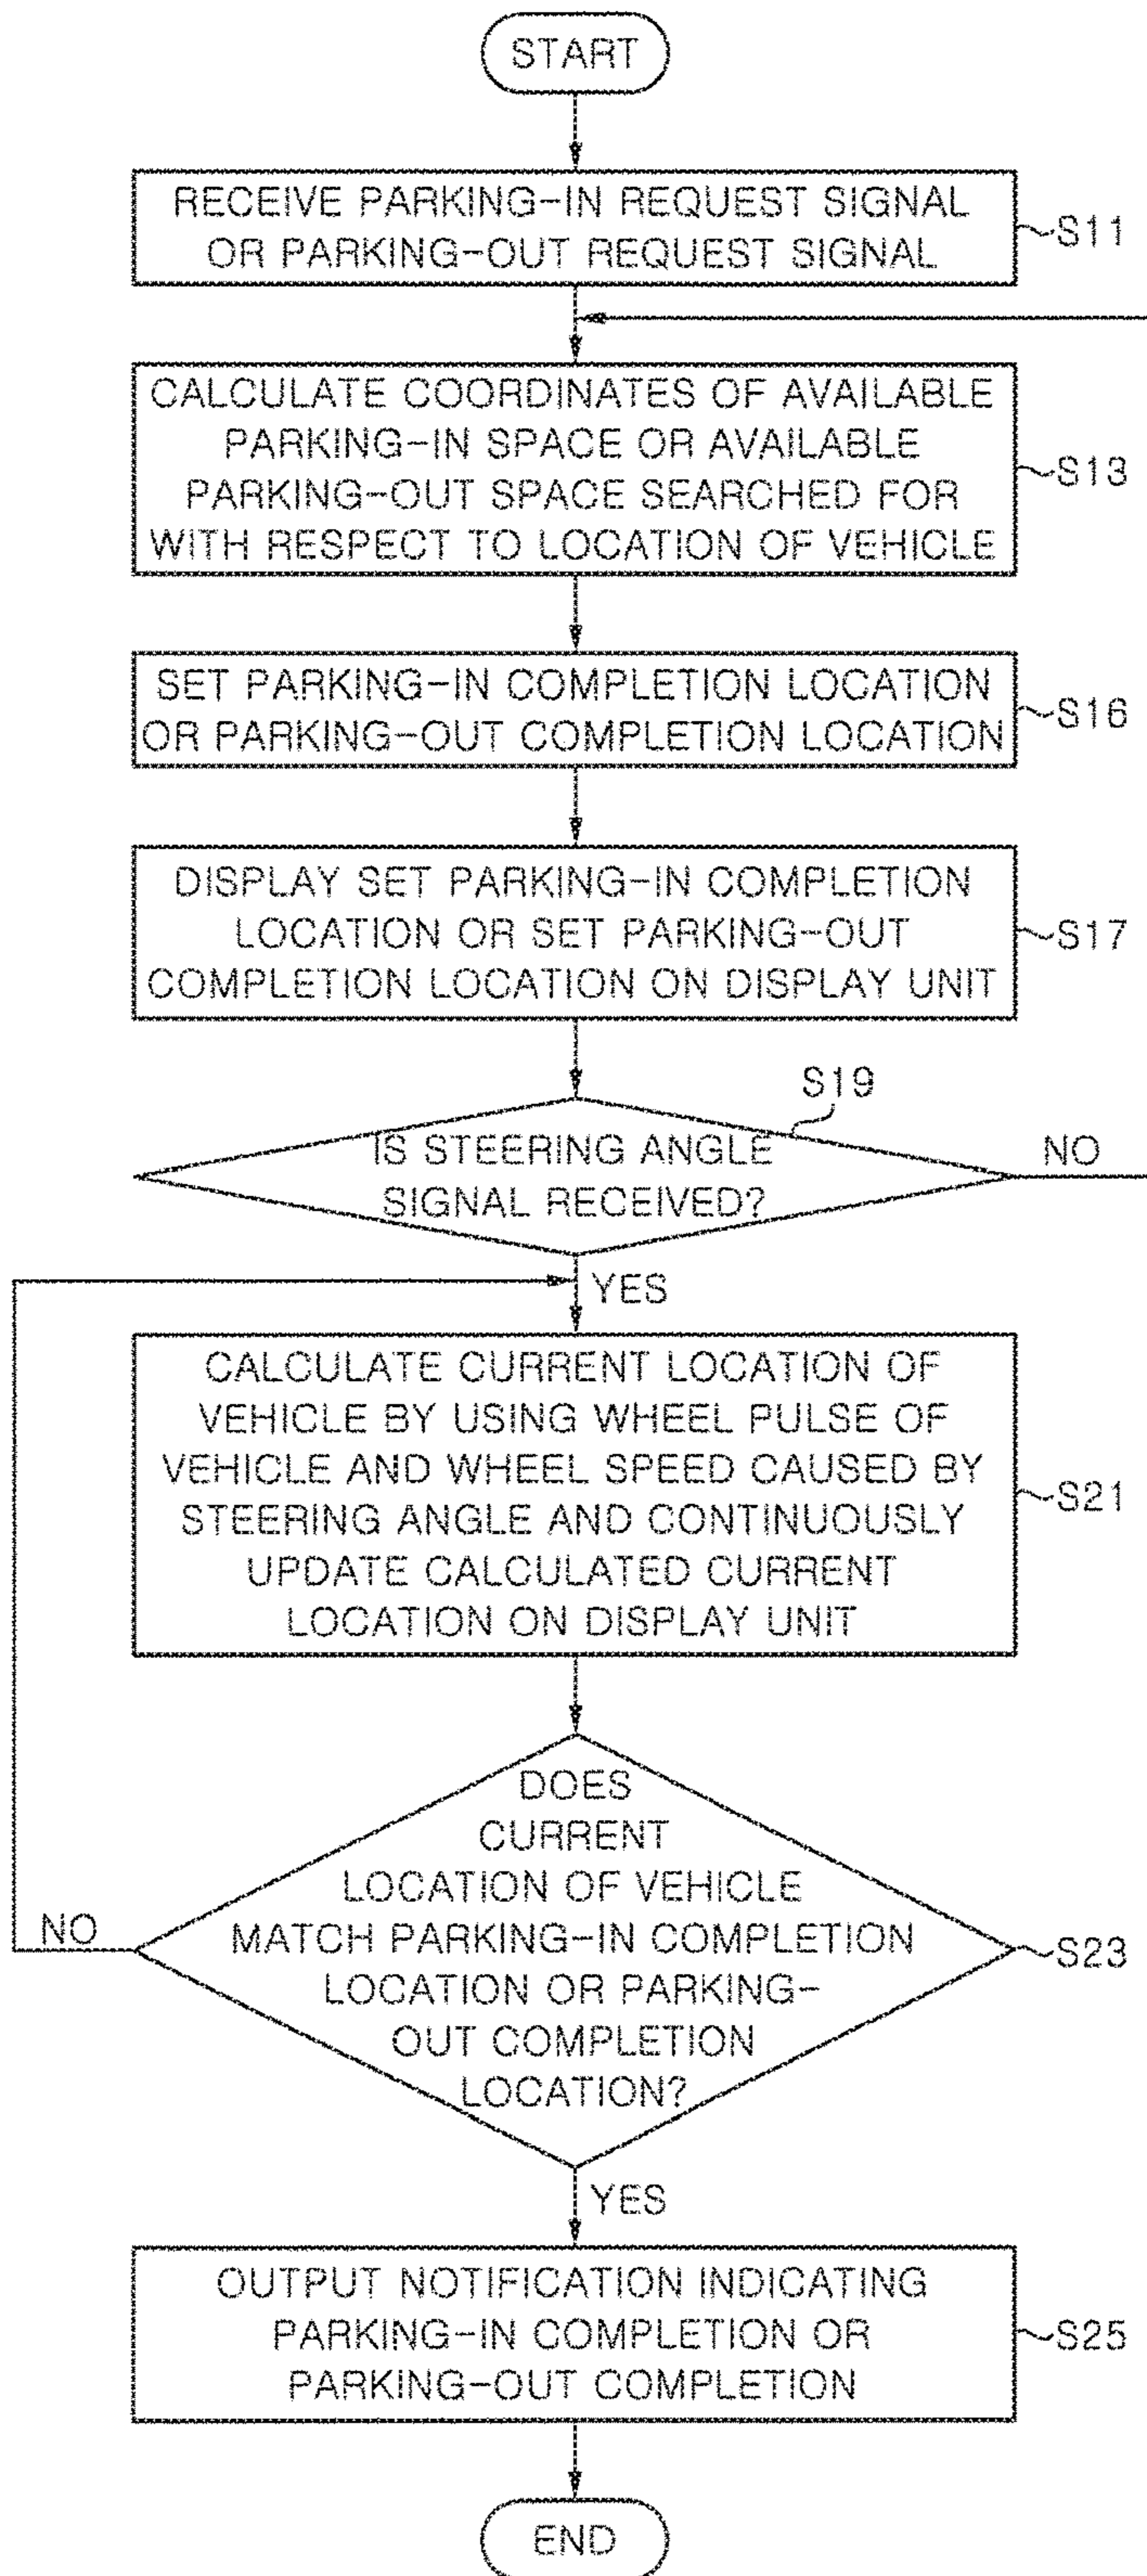 START
RECEIVE PARKING-IN REQUEST SIGNAL
OR PARKING-OUT REQUEST SIGNAL
S11
CALCULATE COORDINATES OF AVAILABLE
PARKING-IN SPACE OR AVAILABLE
PARKING-OUT SPACE SEARCHED FOR
WITH RESPECT TO LOCATION OF VEHICLE
S13
SET PARKING-IN COMPLETION LOCATION
OR PARKING-OUT COMPLETION LOCATION
S16
DISPLAY SET PARKING-IN COMPLETION
LOCATION OR SET PARKING-OUT
COMPLETION LOCATION ON DISPLAY UNIT
S17
S19
IS STEERING ANGLE
SIGNAL RECEIVED?
NO
YES
CALCULATE CURRENT LOCATION OF
VEHICLE BY USING WHEEL PULSE OF
VEHICLE AND WHEEL SPEED CAUSED BY
STEERING ANGLE AND CONTINUOUSLY
UPDATE CALCULATED CURRENT
LOCATION ON DISPLAY UNIT
S21
DOES
CURRENT
LOCATION OF VEHICLE
MATCH PARKING-IN COMPLETION
LOCATION OR PARKING-
OUT COMPLETION
LOCATION?
NO
S23
YES
OUTPUT NOTIFICATION INDICATING
PARKING-IN COMPLETION OR
PARKING-OUT COMPLETION
S25
END